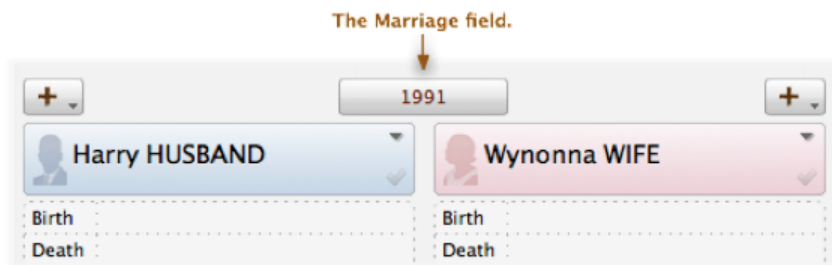 The Marriage field.
1991
Harry HUSBAND
Wynonna WIFE
Birth
Birth
Death
Death